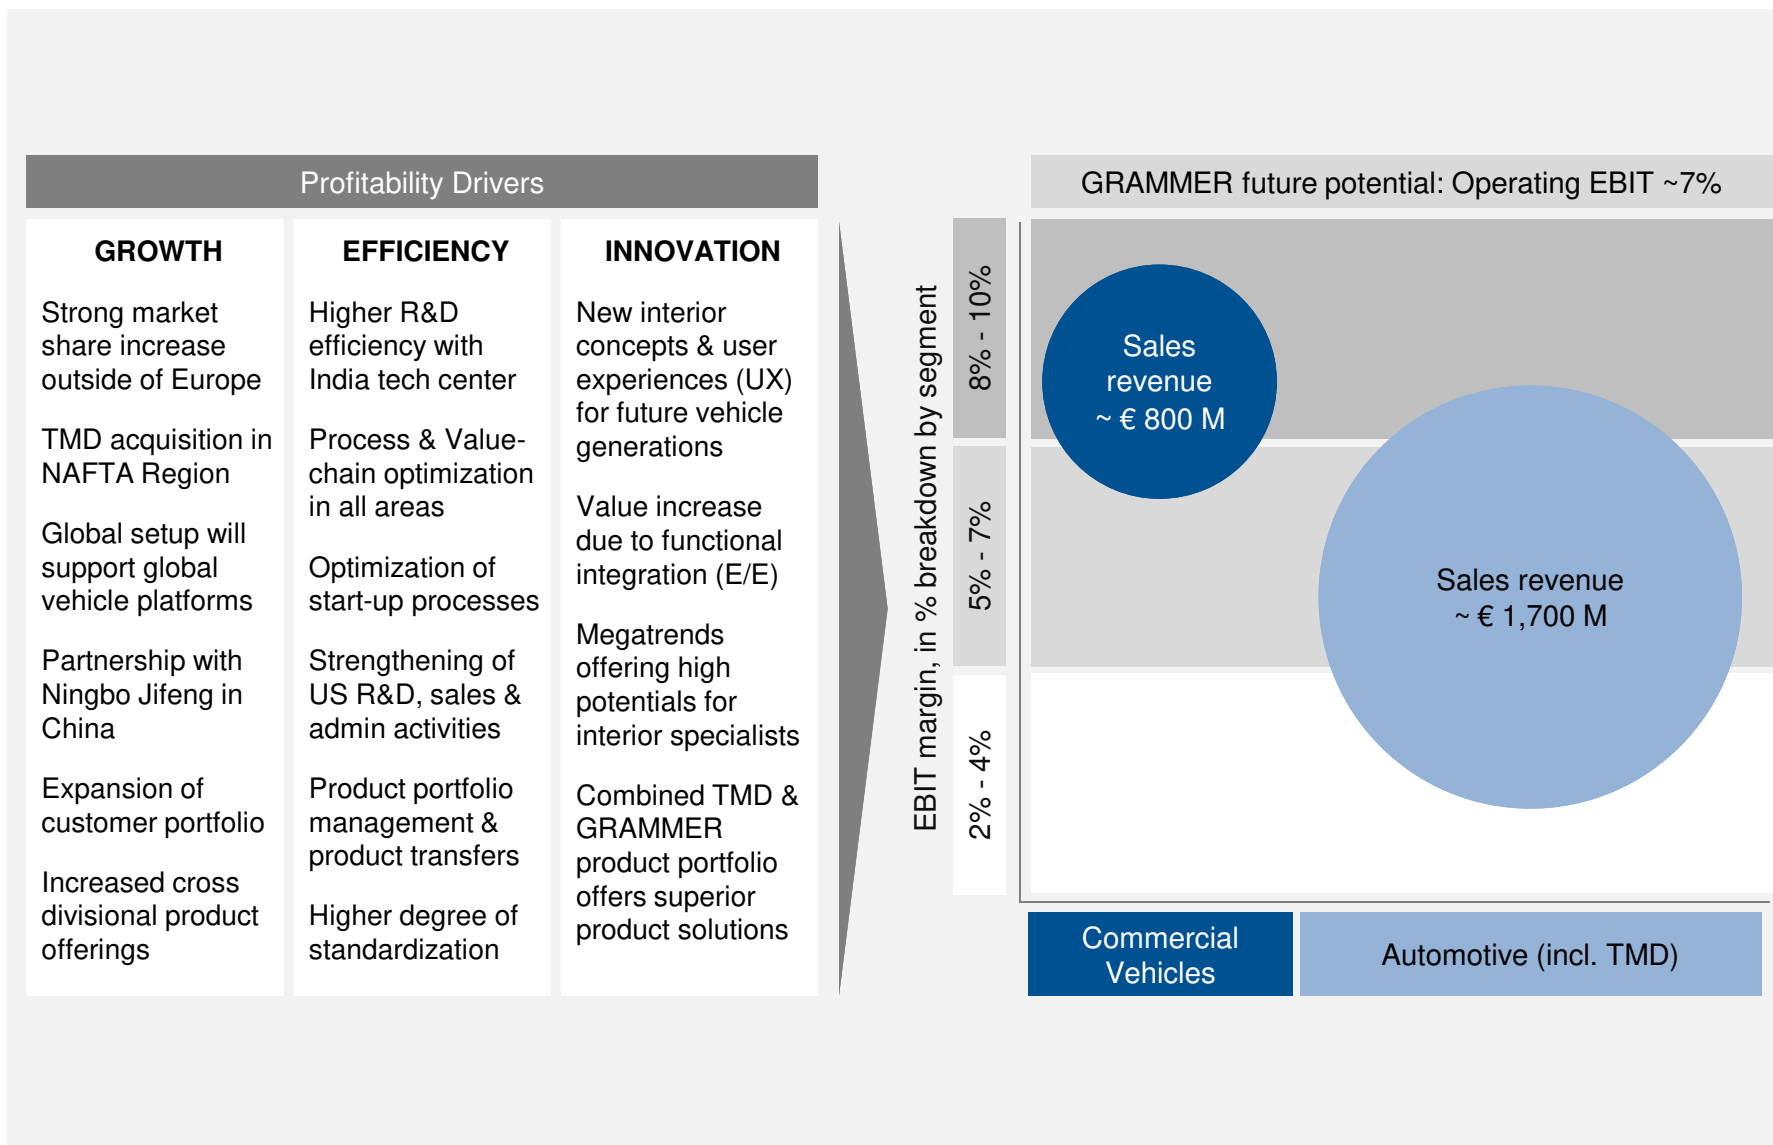 Profitability Drivers
GROWTH
Strong market
share increase
outside of Europe
TMD acquisition in
NAFTA Region
Global setup will
support global
vehicle platforms
Partnership with
Ningbo Jifeng in
China
Expansion of
customer portfolio
Increased cross
divisional product
offerings
EFFICIENCY
Higher R&D
efficiency with
India tech center
Process & Value-
chain optimization
in all areas
Optimization of
start-up processes
Strengthening of
US R&D, sales &
admin activities
Product portfolio
management &
product transfers
Higher degree of
standardization
INNOVATION
New interior
concepts & user
experiences (UX)
for future vehicle
generations
Value increase
due to functional
integration (E/E)
Megatrends
offering high
potentials for
interior specialists
Combined TMD &
GRAMMER
product portfolio
offers superior
product solutions
GRAMMER future potential: Operating EBIT ~7%
EBIT margin, in % breakdown by segment
8% - 10%
5% - 7%
2% - 4%
Sales
revenue
~ € 800 M
Sales revenue
~ € 1,700 M
Commercial
Vehicles
Automotive (incl. TMD)